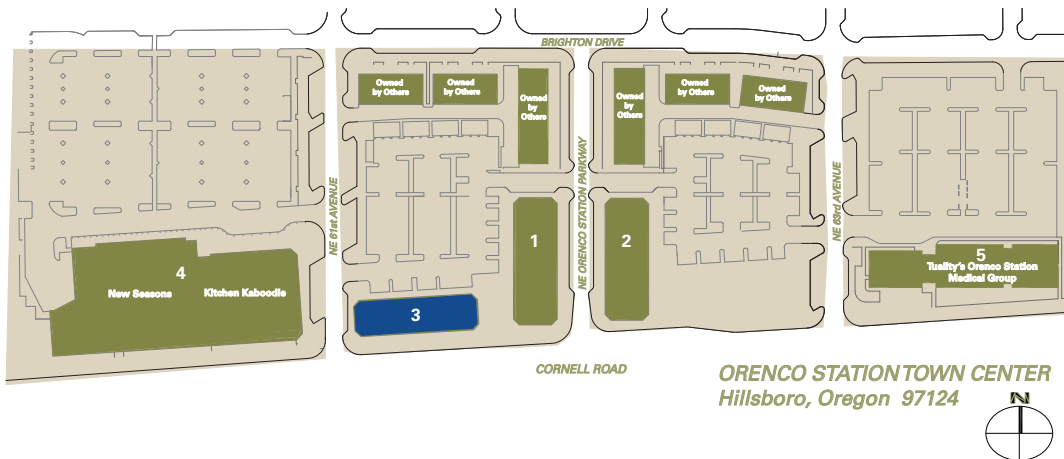 BRIGHTON DRIVE
Owned
by Others
Owned
by Others
Owned
by
Others
Owned
by
Others
Owned
by Others
Owned
by Others
NE 61st AVENUE
NE ORENCO STATION PARKWAY
NE 63rd AVENUE
1
2
3
4
New Seasons
Kitchen Kaboodle
5
Tuality's Orenco Station
Medical Group
CORNELL ROAD
ORENCO STATION TOWN CENTER
Hillsboro, Oregon 97124
N